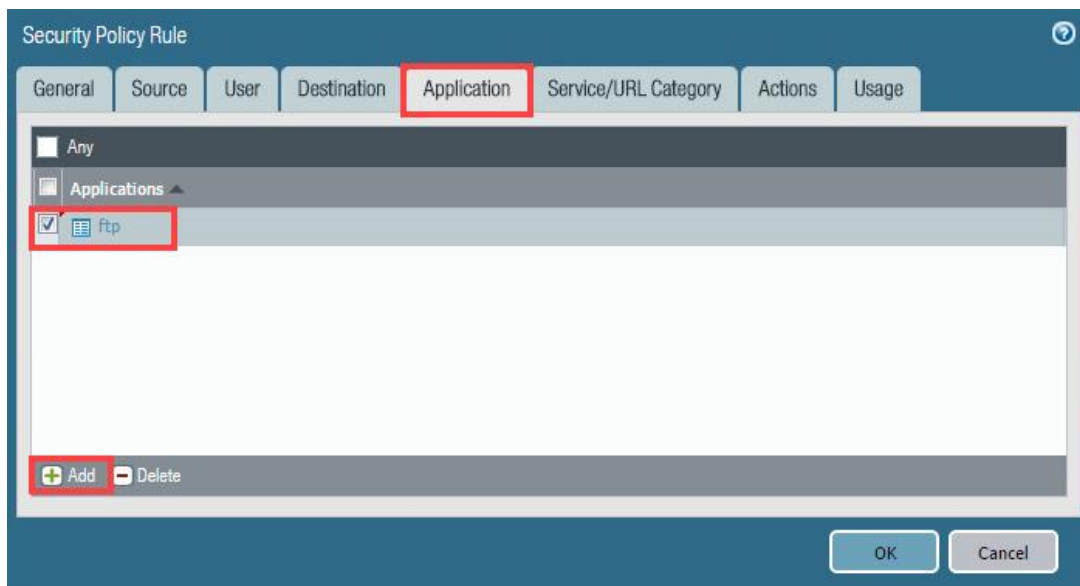 Security Policy Rule
General Source User Destination Application Service/URL Category Actions Usage
Any
Applications
ftp
Add Delete
OK Cancel